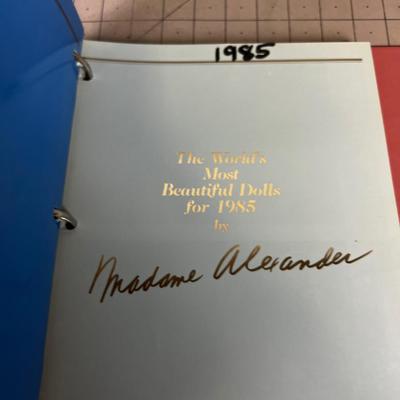 1985
The World's
Most
Beautiful Dolls
for 1985
by
Madame Alexander